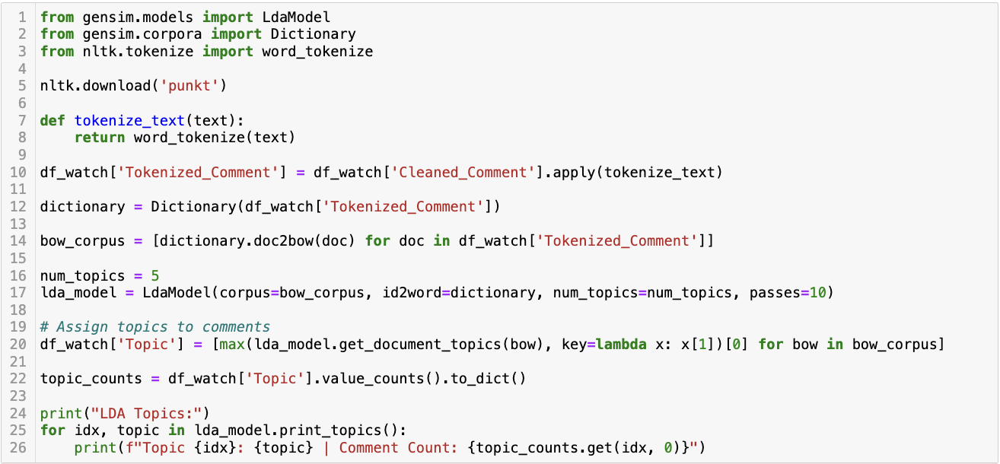 1 from gensim.models import LdaModel
2 from gensim.corpora import Dictionary
3 from nltk.tokenize import word_tokenize
4
5 nltk.download('punkt')
6
7 def tokenize_text(text):
8     return word_tokenize(text)
9
10 df_watch['Tokenized_Comment'] = df_watch['Cleaned_Comment'].apply(tokenize_text)
11
12 dictionary = Dictionary(df_watch['Tokenized_Comment'])
13
14 bow_corpus = [dictionary.doc2bow(doc) for doc in df_watch['Tokenized_Comment']]
15
16 num_topics = 5
17 lda_model = LdaModel(corpus=bow_corpus, id2word=dictionary, num_topics=num_topics, passes=10)
18
19 # Assign topics to comments
20 df_watch['Topic'] = [max(lda_model.get_document_topics(bow), key=lambda x: x[1])[0] for bow in bow_corpus]
21
22 topic_counts = df_watch['Topic'].value_counts().to_dict()
23
24 print("LDA Topics:")
25 for idx, topic in lda_model.print_topics():
26     print(f"Topic {idx}: {topic} | Comment Count: {topic_counts.get(idx, 0)}")